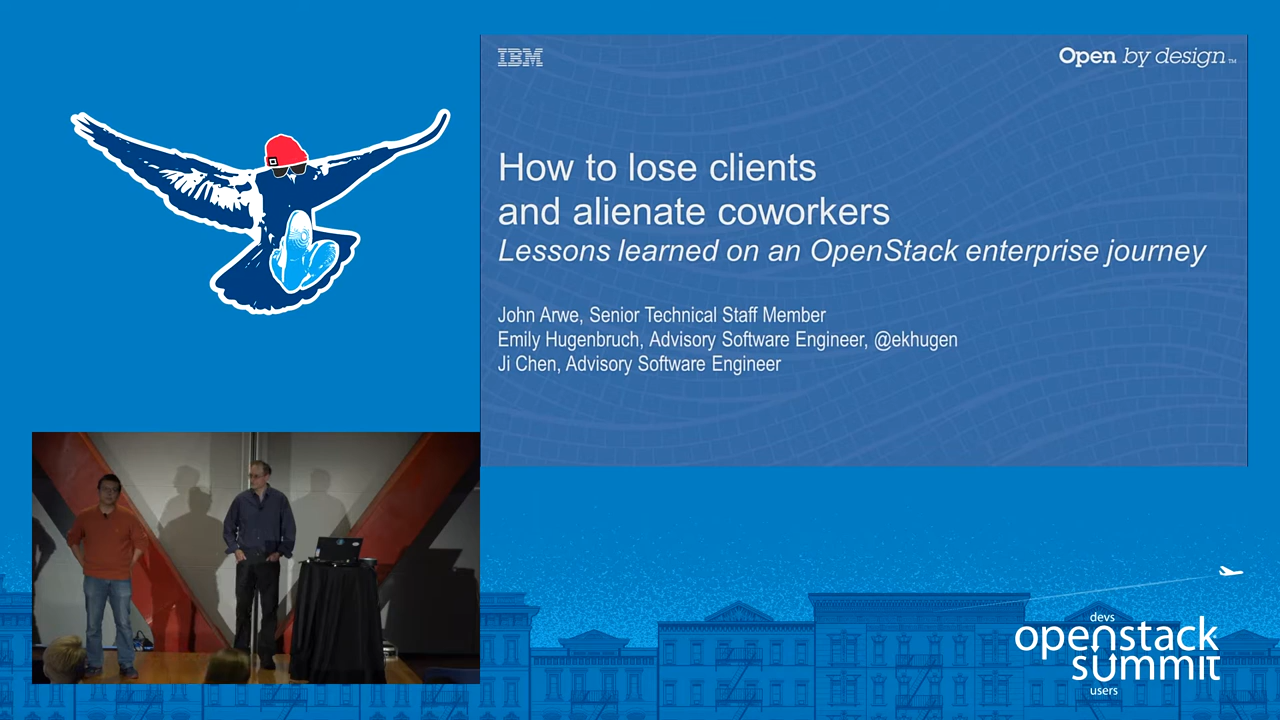 IBM
Open by design™
How to lose clients
and alienate coworkers
Lessons learned on an OpenStack enterprise journey
John Arwe, Senior Technical Staff Member
Emily Hugenbruch, Advisory Software Engineer, @ekhugen
Ji Chen, Advisory Software Engineer
devs
openstack
summit
users